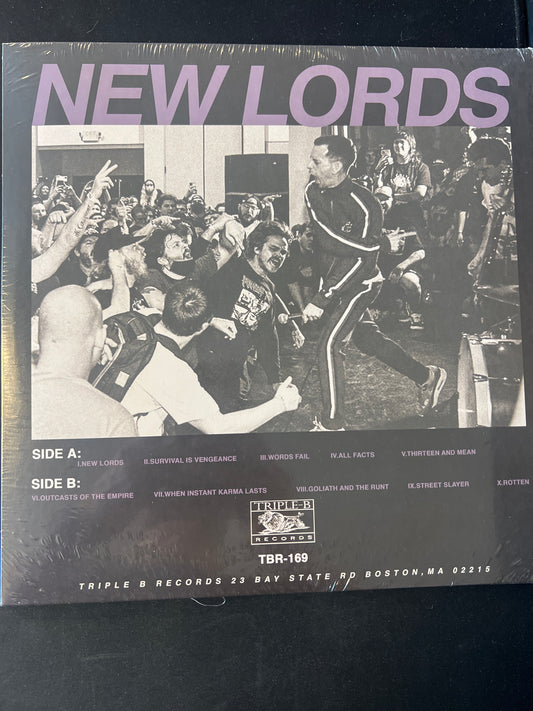 NEW LORDS
SIDE A:
I.NEW LORDS II.SURVIVAL IS VENGEANCE III.WORDS FAIL IV.ALL FACTS V.THIRTEEN AND MEAN
SIDE B:
VI.OUTCASTS OF THE EMPIRE VII.WHEN INSTANT KARMA LASTS VIII.GOLIATH AND THE RUNT IX.STREET SLAYER X.ROTTEN
TRIPLE-B
RECORDS
TBR-169
TRIPLE B RECORDS 23 BAY STATE RD BOSTON,MA 02215